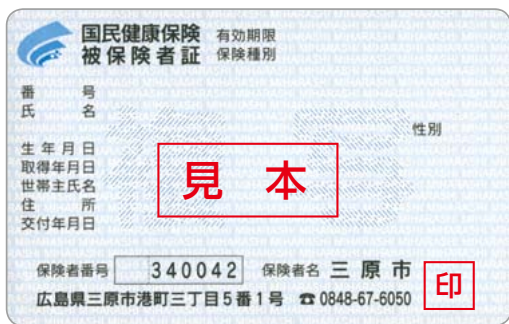 国民健康保険 有効期限
被保険者証 保険種別
番号
氏名
性別
生年月日
取得年月日
世帯主氏名
住所
交付年月日
見本
保険者番号 340042 保険者名 三原市
広島県三原市港町三丁目5番1号 ☎0848-67-6050
印